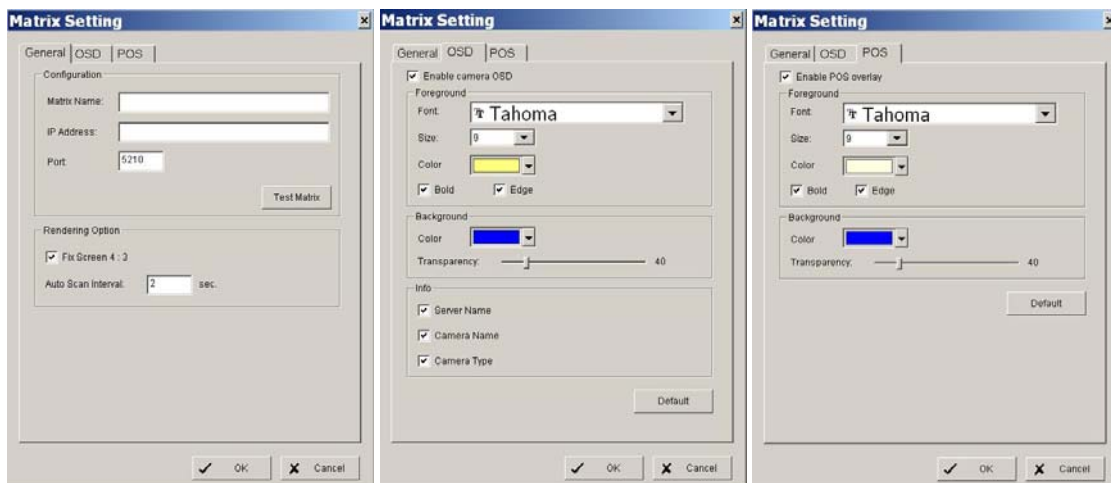 Matrix Setting
General OSD POS
Configuration
Matrix Name:
IP Address:
Port 5210
Test Matrix
Rendering Option
Fix Screen 4 : 3
Auto Scan Interval: 2 sec.
OK Cancel
Matrix Setting
General OSD POS
Enable camera OSD
Foreground
Font: Tahoma
Size: 9
Color
Bold Edge
Background
Color
Transparency: 40
Info
Server Name
Camera Name
Camera Type
Default
OK Cancel
Matrix Setting
General OSD POS
Enable POS overlay
Foreground
Font Tahoma
Size: 9
Color
Bold Edge
Background
Color
Transparency: 40
Default
OK Cancel